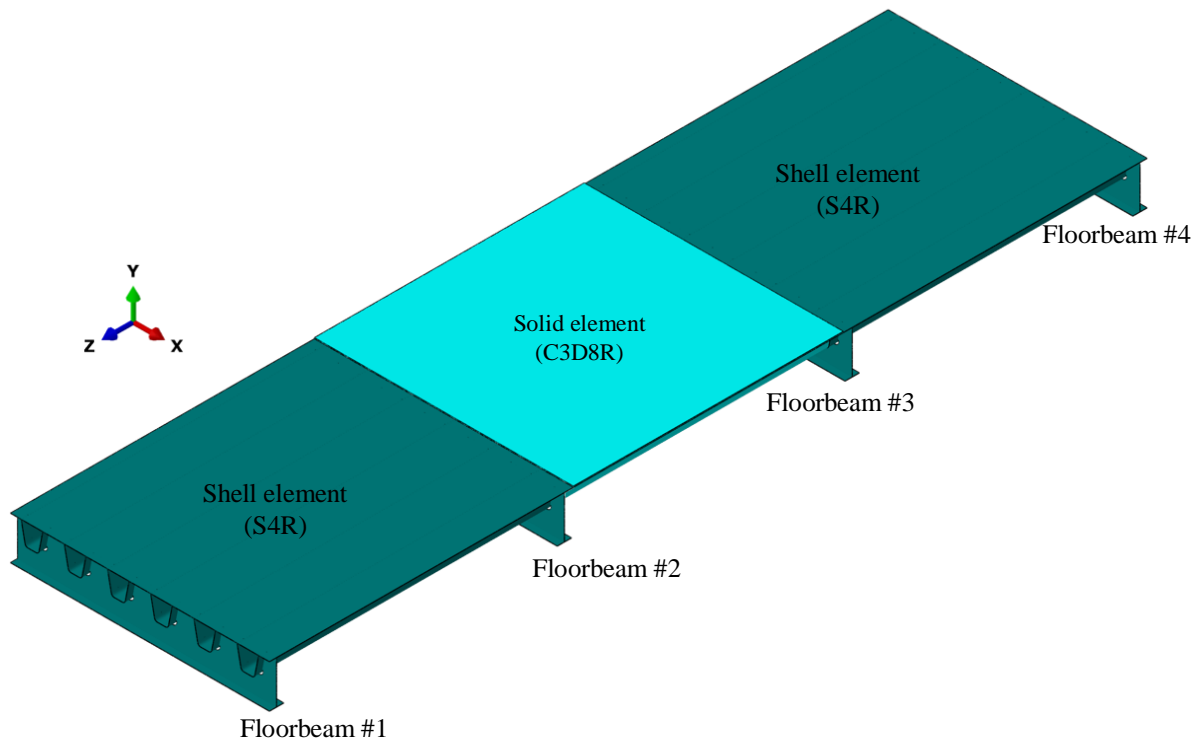 Shell element
(S4R)
Floorbeam #4
Y
Z
X
Solid element
(C3D8R)
Floorbeam #3
Shell element
(S4R)
Floorbeam #2
Floorbeam #1